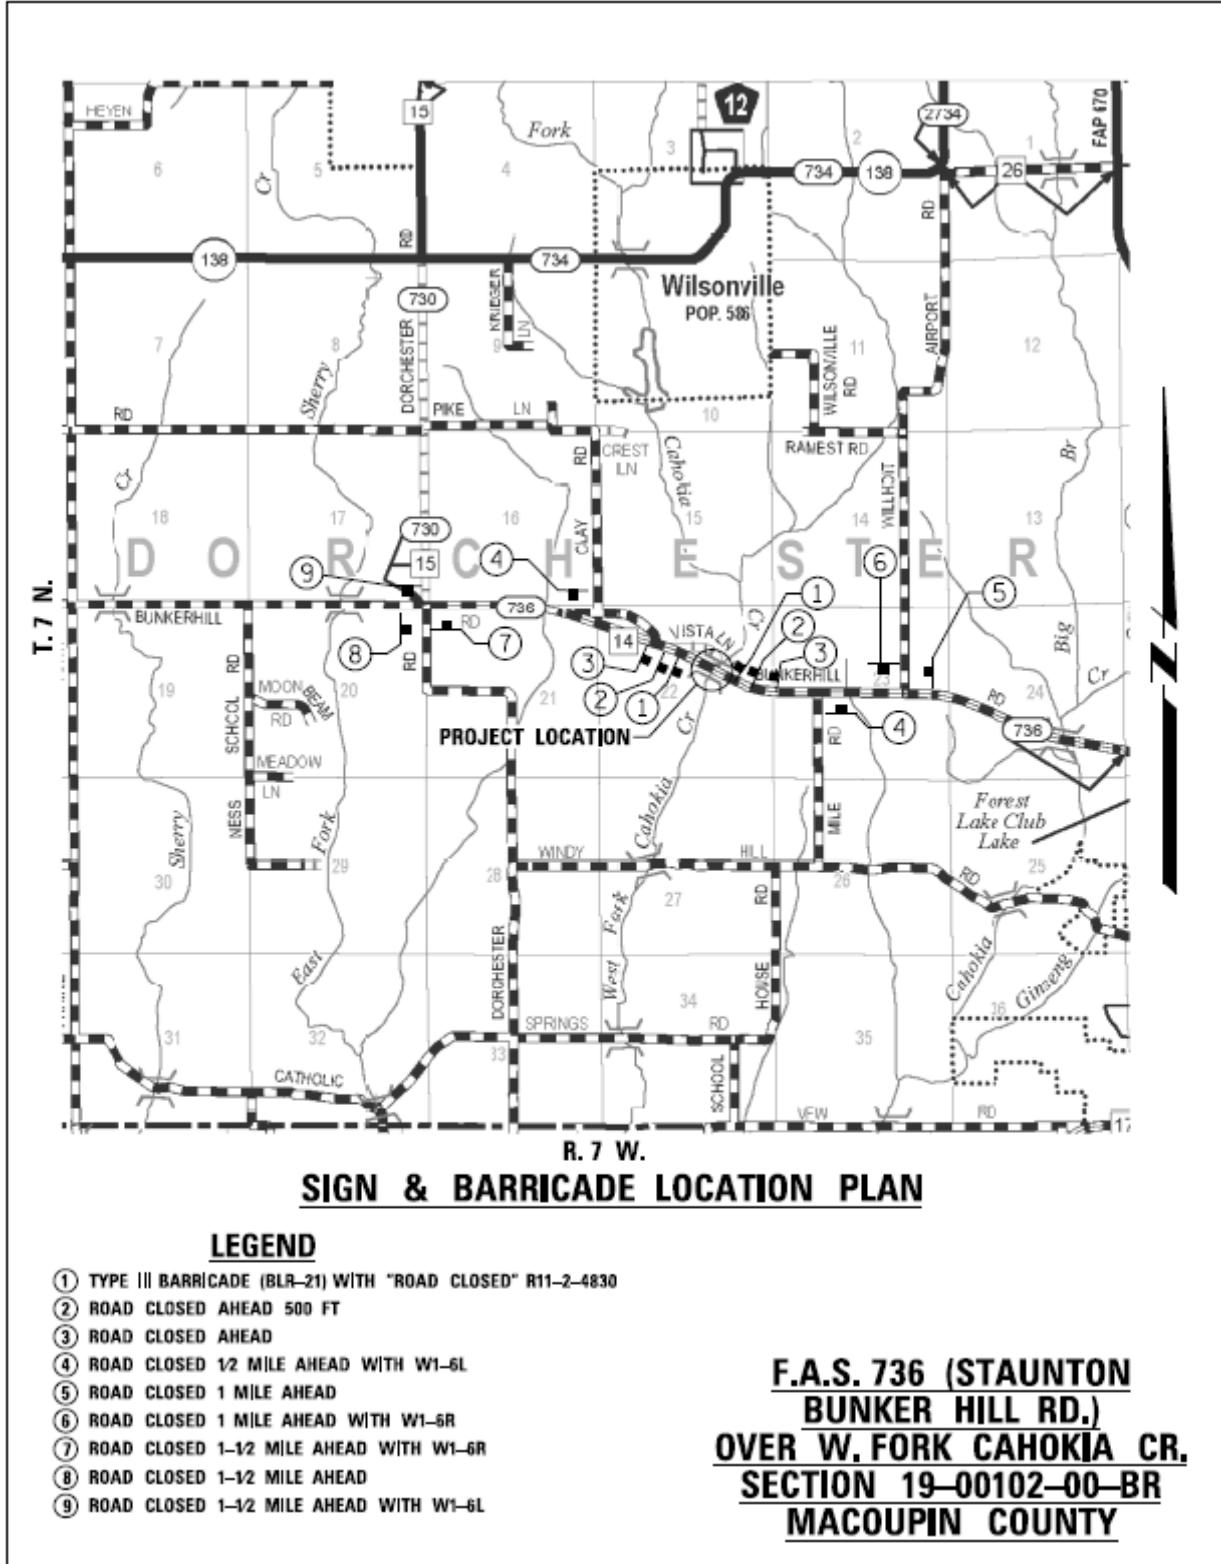 HEYEN
15
12
2734
FAP 670
Fork
3
2
1
6
5
4
734
138
26
Cr
RD
RD
138
734
Wilsonville
POP. 586
730
KRIEGER
LN
AIRPORT
7
8
9
DORCHESTER
11
12
WILSONVILLE
RD
Sherry
RD
PIKE
LN
10
CREST
LN
RD
RAMEST RD
Cahokia
Br
Cr
18
17
16
15
14
13
730
WILLHOIT
CLAY
DORCHESTER
15
9
4
6
5
1
T. 7 N.
BUNKERHILL
736
14
VISTA LN
Cr
2
3
Big
8
RD
RD
7
3
2
1
BUNKERHILL
23
RD
24
Cr
19
RD
MOON
BEAM
RD
20
21
22
4
736
PROJECT LOCATION
Cr
RD
SCHOOL
MEADOW
LN
NESS
Cahokia
MILE
Forest
Lake Club
Lake
Sherry
Fork
29
WINDY
HILL
RD
25
30
28
27
RD
26
Fork
East
DORCHESTER
West
34
HOUSE
Cahokia
Ginseng
36
31
32
33
SPRINGS
RD
35
CATHOLIC
SCHOOL
VEW
RD
17
R. 7 W.
SIGN & BARRICADE LOCATION PLAN
LEGEND
1 TYPE III BARRICADE (BLR-21) WITH "ROAD CLOSED" R11-2-4830
2 ROAD CLOSED AHEAD 500 FT
3 ROAD CLOSED AHEAD
4 ROAD CLOSED 1/2 MILE AHEAD WITH W1-6L
5 ROAD CLOSED 1 MILE AHEAD
6 ROAD CLOSED 1 MILE AHEAD WITH W1-6R
7 ROAD CLOSED 1-1/2 MILE AHEAD WITH W1-6R
8 ROAD CLOSED 1-1/2 MILE AHEAD
9 ROAD CLOSED 1-1/2 MILE AHEAD WITH W1-6L
F.A.S. 736 (STAUNTON
BUNKER HILL RD.)
OVER W. FORK CAHOKIA CR.
SECTION 19-00102-00-BR
MACOUPIN COUNTY